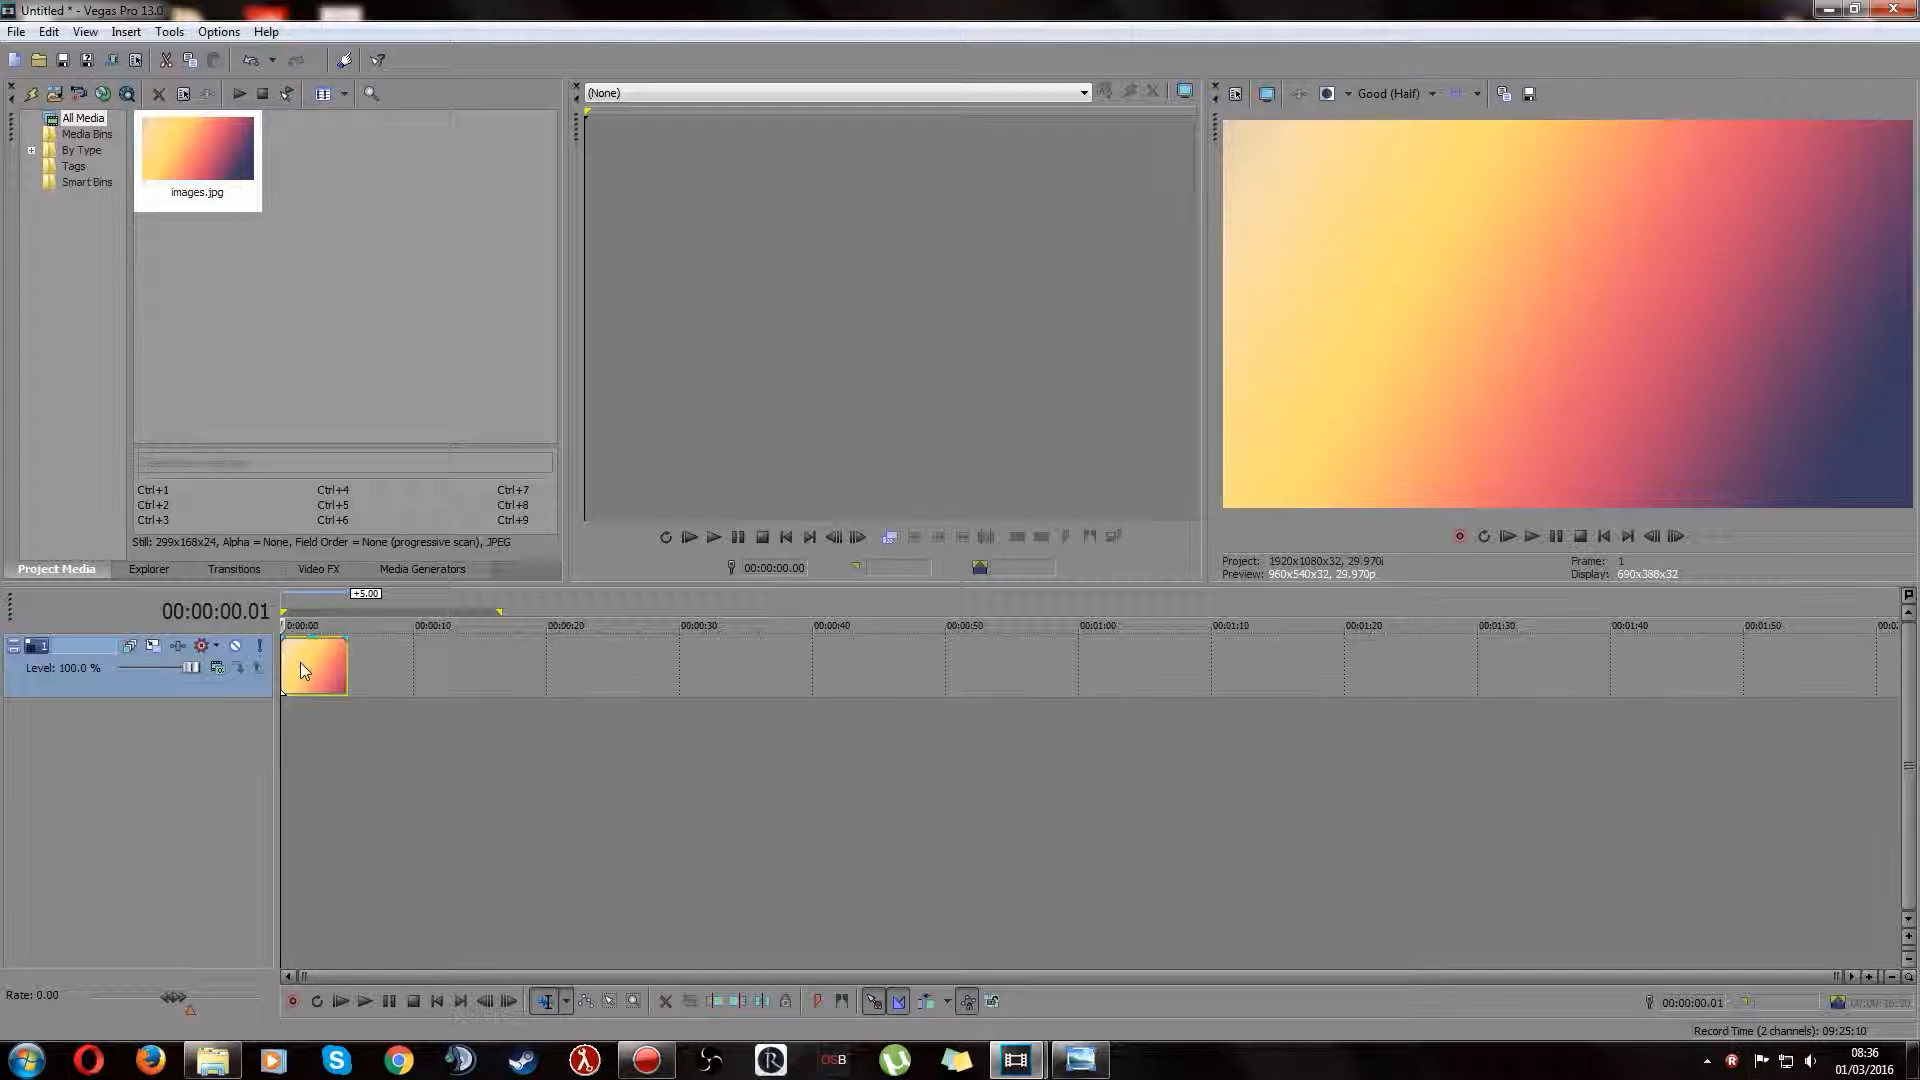 Untitled * - Vegas Pro 13.0
File Edit View Insert Tools Options Help
(None)
Good (Half)
All Media
Media Bins
By Type
Tags
Smart Bins
images.jpg
Ctrl+1 Ctrl+4 Ctrl+7
Ctrl+2 Ctrl+5 Ctrl+8
Ctrl+3 Ctrl+6 Ctrl+9
Still: 299x168x24, Alpha = None, Field Order = None (progressive scan), JPEG
Project Media Explorer Transitions Video FX Media Generators
00:00:00.00
Project: 1920x1080x32, 29.970i Frame: 1
Preview: 960x540x32, 29.970p Display: 690x388x32
00:00:00.01
+5.00
0:00:00 00:00:10 00:00:20 00:00:30 00:00:40 00:00:50 00:01:00 00:01:10 00:01:20 00:01:30 00:01:40 00:01:50 00:02:
1
Level: 100.0 %
Rate: 0.00
00:00:00.01
Record Time (2 channels): 09:25:10
OSB
08:36
01/03/2016